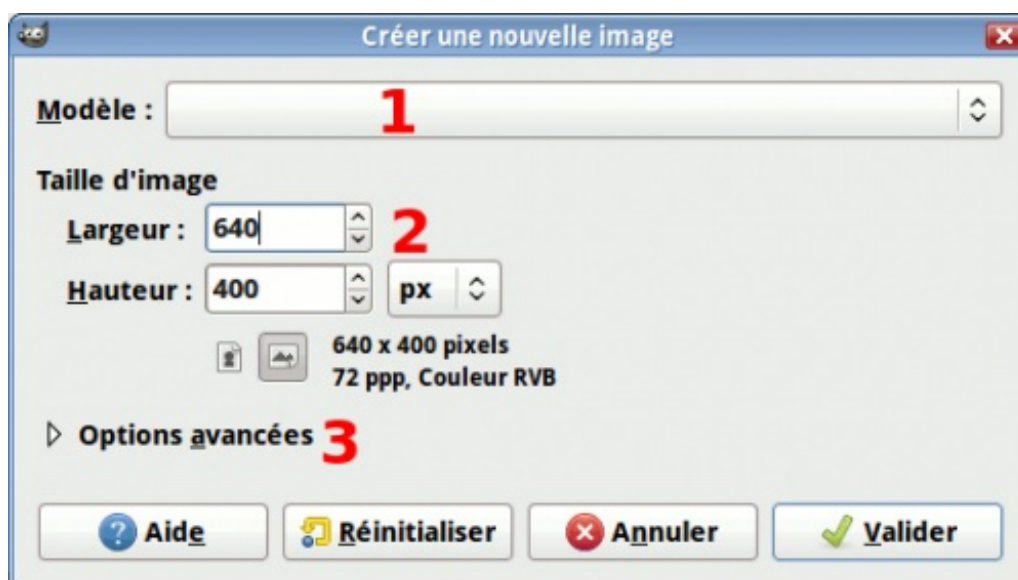 Créer une nouvelle image
Modèle : 1
Taille d'image
Largeur : 640 2
Hauteur : 400 px
640 x 400 pixels
72 ppp, Couleur RVB
Options avancées 3
Aide Réinitialiser Annuler Valider